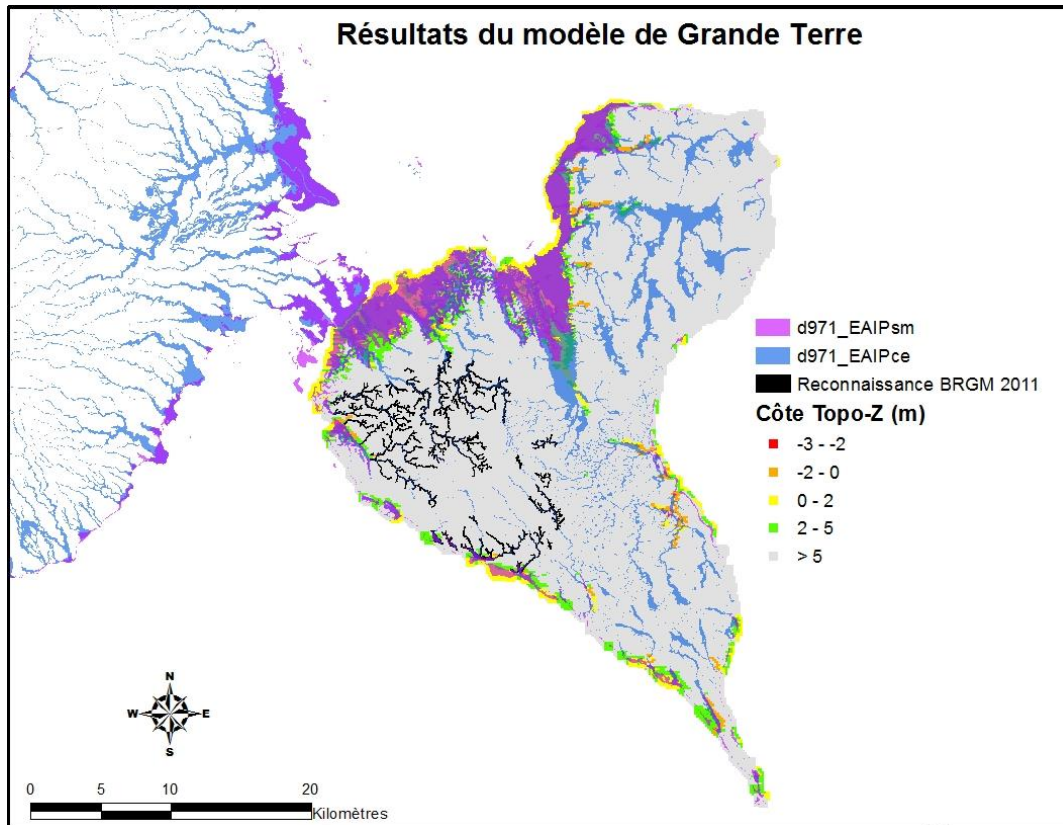 Résultats du modèle de Grande Terre
d971_EAIPsm
d971_EAIPce
Reconnaissance BRGM 2011
Côte Topo-Z (m)
-3 - -2
-2 - 0
0 - 2
2 - 5
> 5
N
W E
S
0 5 10 20
Kilomètres